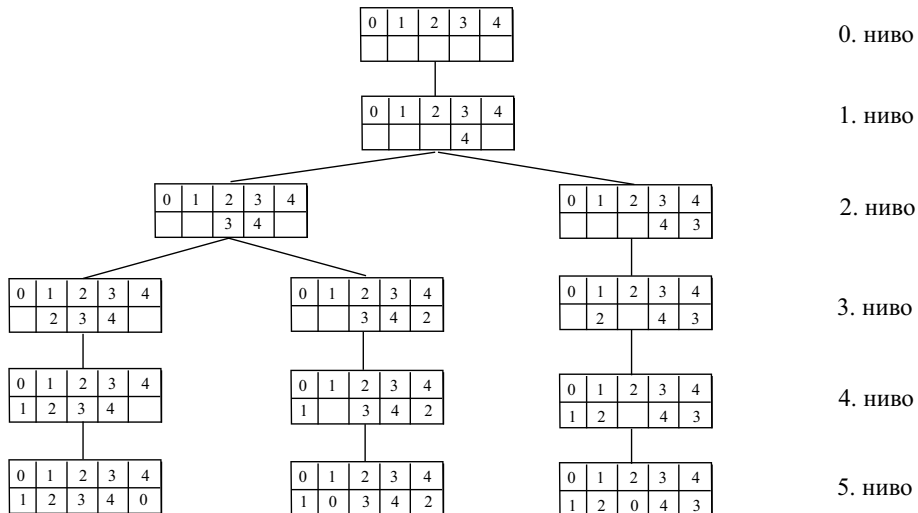 0 1 2 3 4
0. ниво
0 1 2 3 4
4
1. ниво
0 1 2 3 4
3 4
0 1 2 3 4
4 3
2. ниво
0 1 2 3 4
2 3 4
0 1 2 3 4
3 4 2
0 1 2 3 4
2 4 3
3. ниво
0 1 2 3 4
1 2 3 4
0 1 2 3 4
1 3 4 2
0 1 2 3 4
1 2 4 3
4. ниво
0 1 2 3 4
1 2 3 4 0
0 1 2 3 4
1 0 3 4 2
0 1 2 3 4
1 2 0 4 3
5. ниво